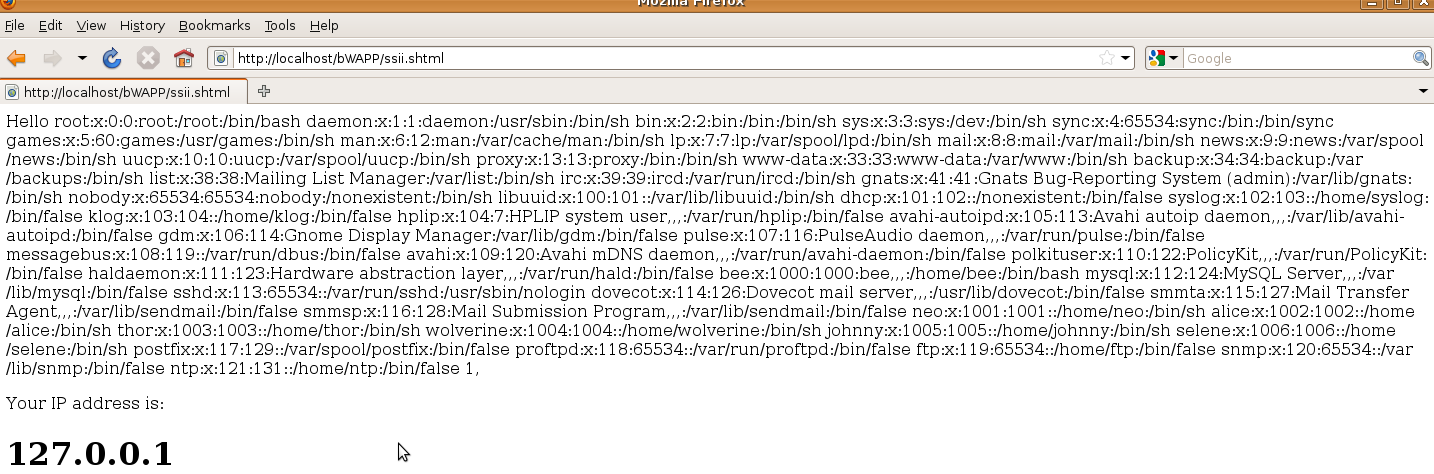 Mozilla Firefox
File Edit View History Bookmarks Tools Help
http://localhost/bWAPP/ssii.shtml Google
http://localhost/bWAPP/ssii.shtml
Hello root:x:0:0:root:/root:/bin/bash daemon:x:1:1:daemon:/usr/sbin:/bin/sh bin:x:2:2:bin:/bin:/bin/sh sys:x:3:3:sys:/dev:/bin/sh sync:x:4:65534:sync:/bin:/bin/sync
games:x:5:60:games:/usr/games:/bin/sh man:x:6:12:man:/var/cache/man:/bin/sh lp:x:7:7:lp:/var/spool/lpd:/bin/sh mail:x:8:8:mail:/var/mail:/bin/sh news:x:9:9:news:/var/spool
/news:/bin/sh uucp:x:10:10:uucp:/var/spool/uucp:/bin/sh proxy:x:13:13:proxy:/bin:/bin/sh www-data:x:33:33:www-data:/var/www:/bin/sh backup:x:34:34:backup:/var
/backups:/bin/sh list:x:38:38:Mailing List Manager:/var/list:/bin/sh irc:x:39:39:ircd:/var/run/ircd:/bin/sh gnats:x:41:41:Gnats Bug-Reporting System (admin):/var/lib/gnats:
/bin/sh nobody:x:65534:65534:nobody:/nonexistent:/bin/sh libuuid:x:100:101::/var/lib/libuuid:/bin/sh dhcp:x:101:102::/nonexistent:/bin/false syslog:x:102:103::/home/syslog:
/bin/false klog:x:103:104::/home/klog:/bin/false hplip:x:104:7:HPLIP system user,,,:/var/run/hplip:/bin/false avahi-autoipd:x:105:113:Avahi autoip daemon,,,:/var/lib/avahi-
autoipd:/bin/false gdm:x:106:114:Gnome Display Manager:/var/lib/gdm:/bin/false pulse:x:107:116:PulseAudio daemon,,,:/var/run/pulse:/bin/false
messagebus:x:108:119::/var/run/dbus:/bin/false avahi:x:109:120:Avahi mDNS daemon,,,:/var/run/avahi-daemon:/bin/false polkituser:x:110:122:PolicyKit,,,:/var/run/PolicyKit:
/bin/false haldaemon:x:111:123:Hardware abstraction layer,,,:/var/run/hald:/bin/false bee:x:1000:1000:bee,,,:/home/bee:/bin/bash mysql:x:112:124:MySQL Server,,,:/var
/lib/mysql:/bin/false sshd:x:113:65534::/var/run/sshd:/usr/sbin/nologin dovecot:x:114:126:Dovecot mail server,,,:/usr/lib/dovecot:/bin/false smmta:x:115:127:Mail Transfer
Agent,,,:/var/lib/sendmail:/bin/false smmsp:x:116:128:Mail Submission Program,,,:/var/lib/sendmail:/bin/false neo:x:1001:1001::/home/neo:/bin/sh alice:x:1002:1002::/home
/alice:/bin/sh thor:x:1003:1003::/home/thor:/bin/sh wolverine:x:1004:1004::/home/wolverine:/bin/sh johnny:x:1005:1005::/home/johnny:/bin/sh selene:x:1006:1006::/home
/selene:/bin/sh postfix:x:117:129::/var/spool/postfix:/bin/false proftpd:x:118:65534::/var/run/proftpd:/bin/false ftp:x:119:65534::/home/ftp:/bin/false snmp:x:120:65534::/var
/lib/snmp:/bin/false ntp:x:121:131::/home/ntp:/bin/false 1,
Your IP address is:
127.0.0.1